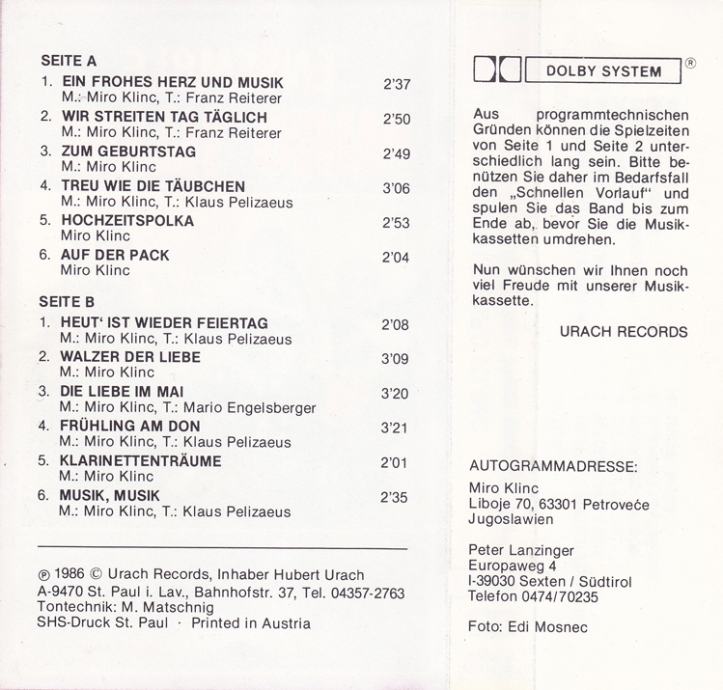 SEITE A
1. EIN FROHES HERZ UND MUSIK 2'37
M.: Miro Klinc, T.: Franz Reiterer
2. WIR STREITEN TAG TÄGLICH 2'50
M.: Miro Klinc, T.: Franz Reiterer
3. ZUM GEBURTSTAG 2'49
M.: Miro Klinc
4. TREU WIE DIE TÄUBCHEN 3'06
M.: Miro Klinc, T.: Klaus Pelizaeus
5. HOCHZEITSPOLKA 2'53
Miro Klinc
6. AUF DER PACK 2'04
Miro Klinc
SEITE B
1. HEUT' IST WIEDER FEIERTAG 2'08
M.: Miro Klinc, T.: Klaus Pelizaeus
2. WALZER DER LIEBE 3'09
M.: Miro Klinc
3. DIE LIEBE IM MAI 3'20
M.: Miro Klinc, T.: Mario Engelsberger
4. FRÜHLING AM DON 3'21
M.: Miro Klinc, T.: Klaus Pelizaeus
5. KLARINETTENTRÄUME 2'01
M.: Miro Klinc
6. MUSIK, MUSIK 2'35
M.: Miro Klinc, T.: Klaus Pelizaeus
℗ 1986 © Urach Records, Inhaber Hubert Urach
A-9470 St. Paul i. Lav., Bahnhofstr. 37, Tel. 04357-2763
Tontechnik: M. Matschnig
SHS-Druck St. Paul · Printed in Austria
DOLBY SYSTEM ®
Aus programmtechnischen
Gründen können die Spielzeiten
von Seite 1 und Seite 2 unter-
schiedlich lang sein. Bitte be-
nützen Sie daher im Bedarfsfall
den „Schnellen Vorlauf“ und
spulen Sie das Band bis zum
Ende ab, bevor Sie die Musik-
kassetten umdrehen.
Nun wünschen wir Ihnen noch
viel Freude mit unserer Musik-
kassette.
URACH RECORDS
AUTOGRAMMADRESSE:
Miro Klinc
Liboje 70, 63301 Petroveće
Jugoslawien
Peter Lanzinger
Europaweg 4
I-39030 Sexten / Südtirol
Telefon 0474/70235
Foto: Edi Mosnec